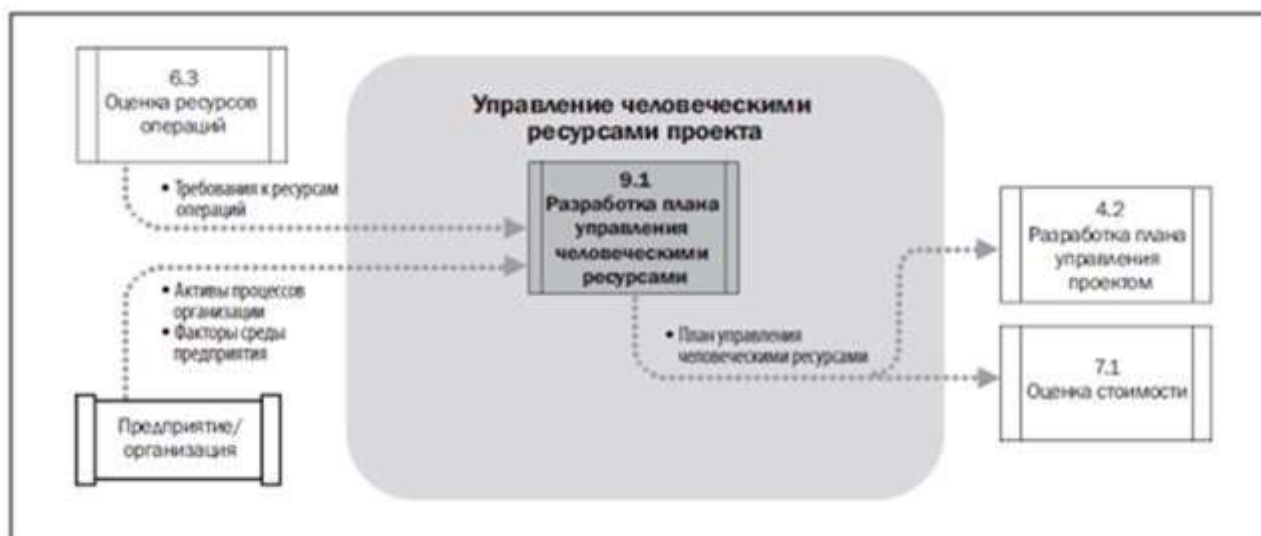 6.3
Оценка ресурсов
операций
Управление человеческими
ресурсами проекта
• Требования к ресурсам
операций
9.1
Разработка плана
управления
человеческими
ресурсами
• Активы процессов
организации
• Факторы среды
предприятия
• План управления
человеческими ресурсами
4.2
Разработка плана
управления
проектом
7.1
Оценка стоимости
Предприятие/
организация